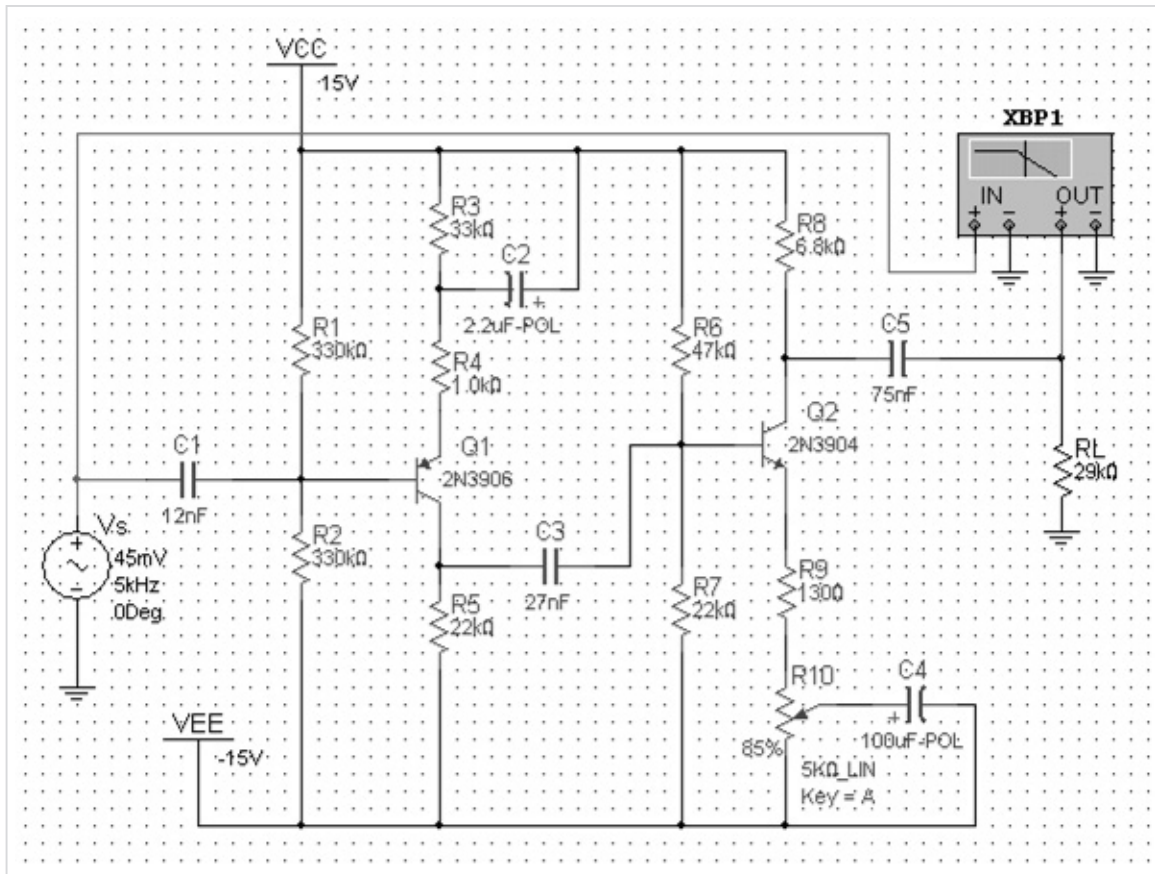 VCC
15V
XBP1
IN OUT
+ - + -
R3
33kΩ
R8
6.8kΩ
C2
+
2.2uF-POL
R1
330kΩ
R6
47kΩ
C5
75nF
R4
1.0kΩ
Q2
2N3904
C1
12nF
Q1
2N3906
RL
29kΩ
Vs
+
-
45mV
5kHz
0Deg
R2
330kΩ
C3
27nF
R5
22kΩ
R7
22kΩ
R9
130Ω
R10
85%
5KΩ_LIN
Key = A
C4
+
100uF-POL
VEE
-15V